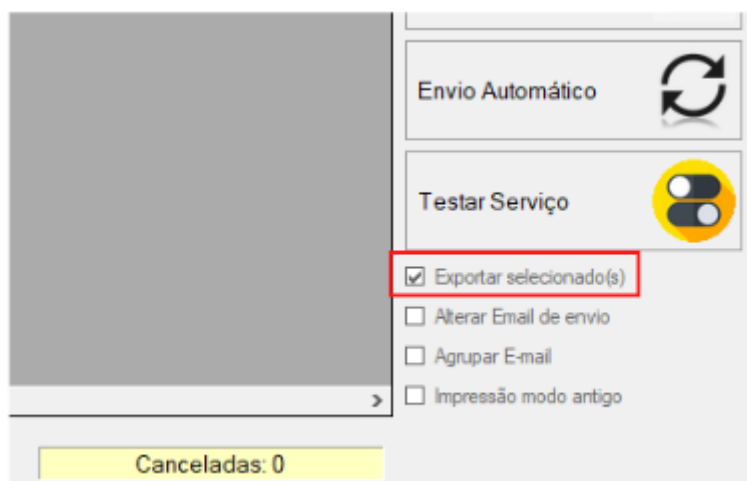 Envio Automático
Testar Serviço
Exportar selecionado(s)
Alterar Email de envio
Agrupar E-mail
Impressão modo antigo
Canceladas: 0